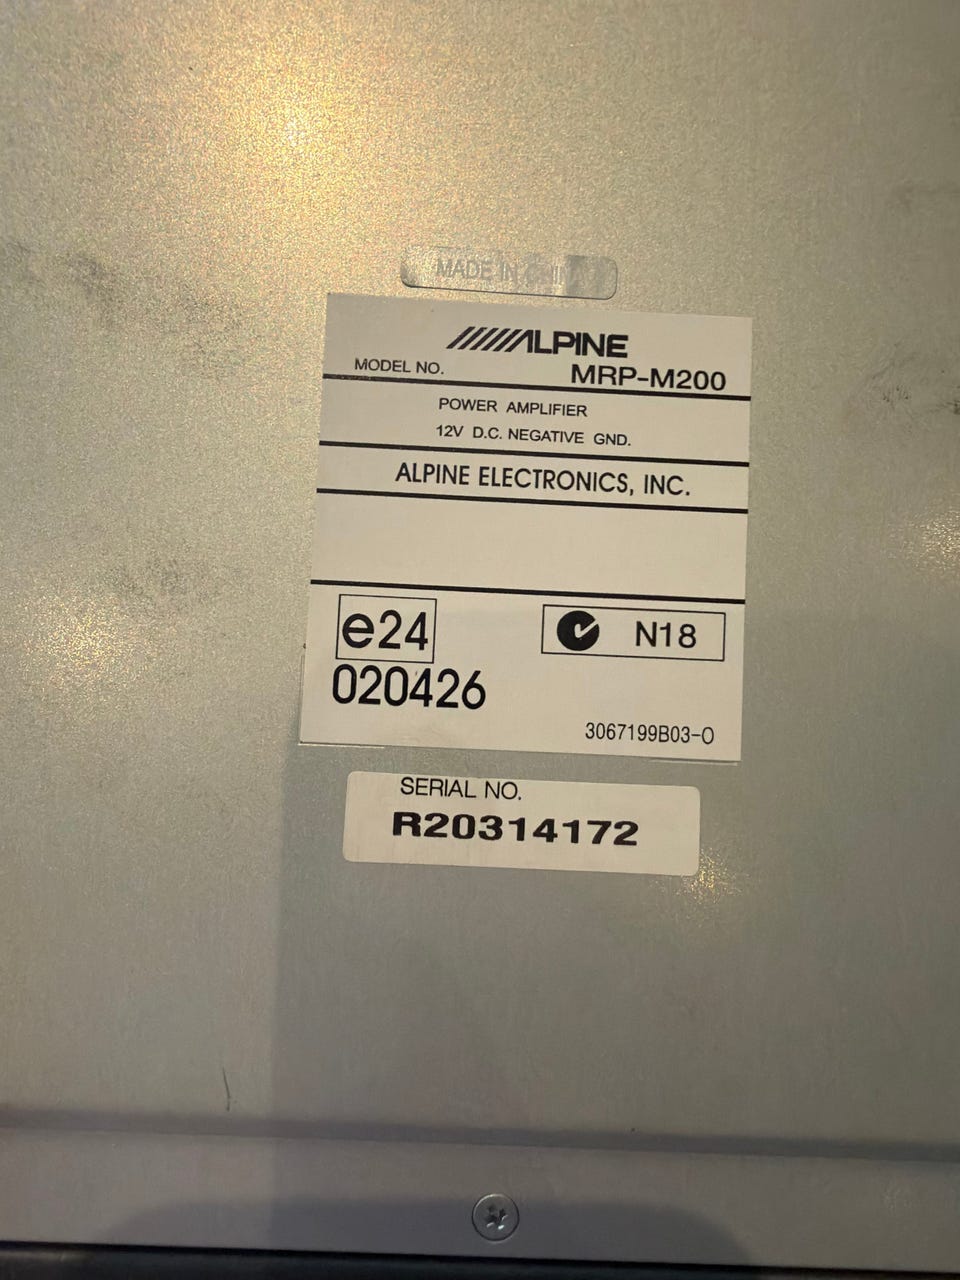 MADE IN CHINA
ALPINE
MODEL NO. MRP-M200
POWER AMPLIFIER
12V D.C. NEGATIVE GND.
ALPINE ELECTRONICS, INC.
e24
N18
020426
3067199B03-O
SERIAL NO.
R20314172